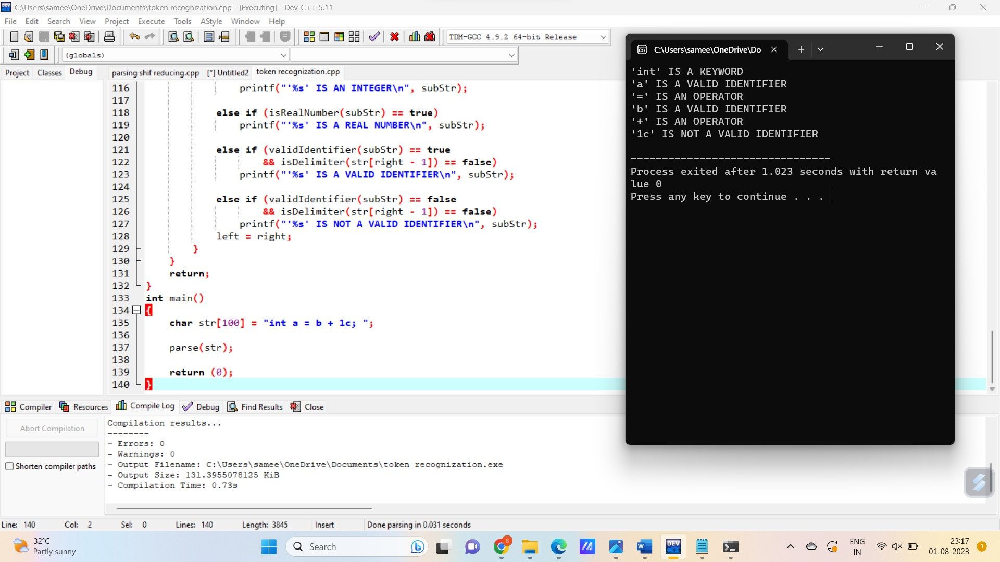 C:\Users\samee\OneDrive\Documents\token recognization.cpp - [Executing] - Dev-C++ 5.11
File Edit Search View Project Execute Tools AStyle Window Help
TDM-GCC 4.9.2 64-bit Release
(globals)
Project Classes Debug
parsing shif reducing.cpp [*] Untitled2 token recognization.cpp
116 printf("'%s' IS AN INTEGER\n", subStr);
117
118 else if (isRealNumber(subStr) == true)
119 printf("'%s' IS A REAL NUMBER\n", subStr);
120
121 else if (validIdentifier(subStr) == true
122 && isDelimiter(str[right - 1]) == false)
123 printf("'%s' IS A VALID IDENTIFIER\n", subStr);
124
125 else if (validIdentifier(subStr) == false
126 && isDelimiter(str[right - 1]) == false)
127 printf("'%s' IS NOT A VALID IDENTIFIER\n", subStr);
128 left = right;
129 }
130 }
131 return;
132 }
133 int main()
134 {
135 char str[100] = "int a = b + 1c; ";
136
137 parse(str);
138
139 return (0);
140 }
C:\Users\samee\OneDrive\Do
'int' IS A KEYWORD
'a' IS A VALID IDENTIFIER
'=' IS AN OPERATOR
'b' IS A VALID IDENTIFIER
'+' IS AN OPERATOR
'1c' IS NOT A VALID IDENTIFIER
--------------------------------
Process exited after 1.023 seconds with return va
lue 0
Press any key to continue . . .
Compiler Resources Compile Log Debug Find Results Close
Abort Compilation
Shorten compiler paths
Compilation results...
--------
- Errors: 0
- Warnings: 0
- Output Filename: C:\Users\samee\OneDrive\Documents\token recognization.exe
- Output Size: 131.3955078125 KiB
- Compilation Time: 0.73s
Line: 140 Col: 2 Sel: 0 Lines: 140 Length: 3845 Insert Done parsing in 0.031 seconds
32°C
Partly sunny
Search
S
W
DEV
C++
ENG
IN
23:17
01-08-2023
1